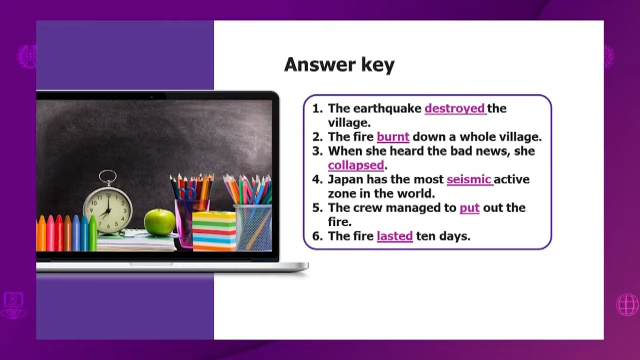 Answer key
1. The earthquake destroyed the
village.
2. The fire burnt down a whole village.
3. When she heard the bad news, she
collapsed.
4. Japan has the most seismic active
zone in the world.
5. The crew managed to put out the
fire.
6. The fire lasted ten days.